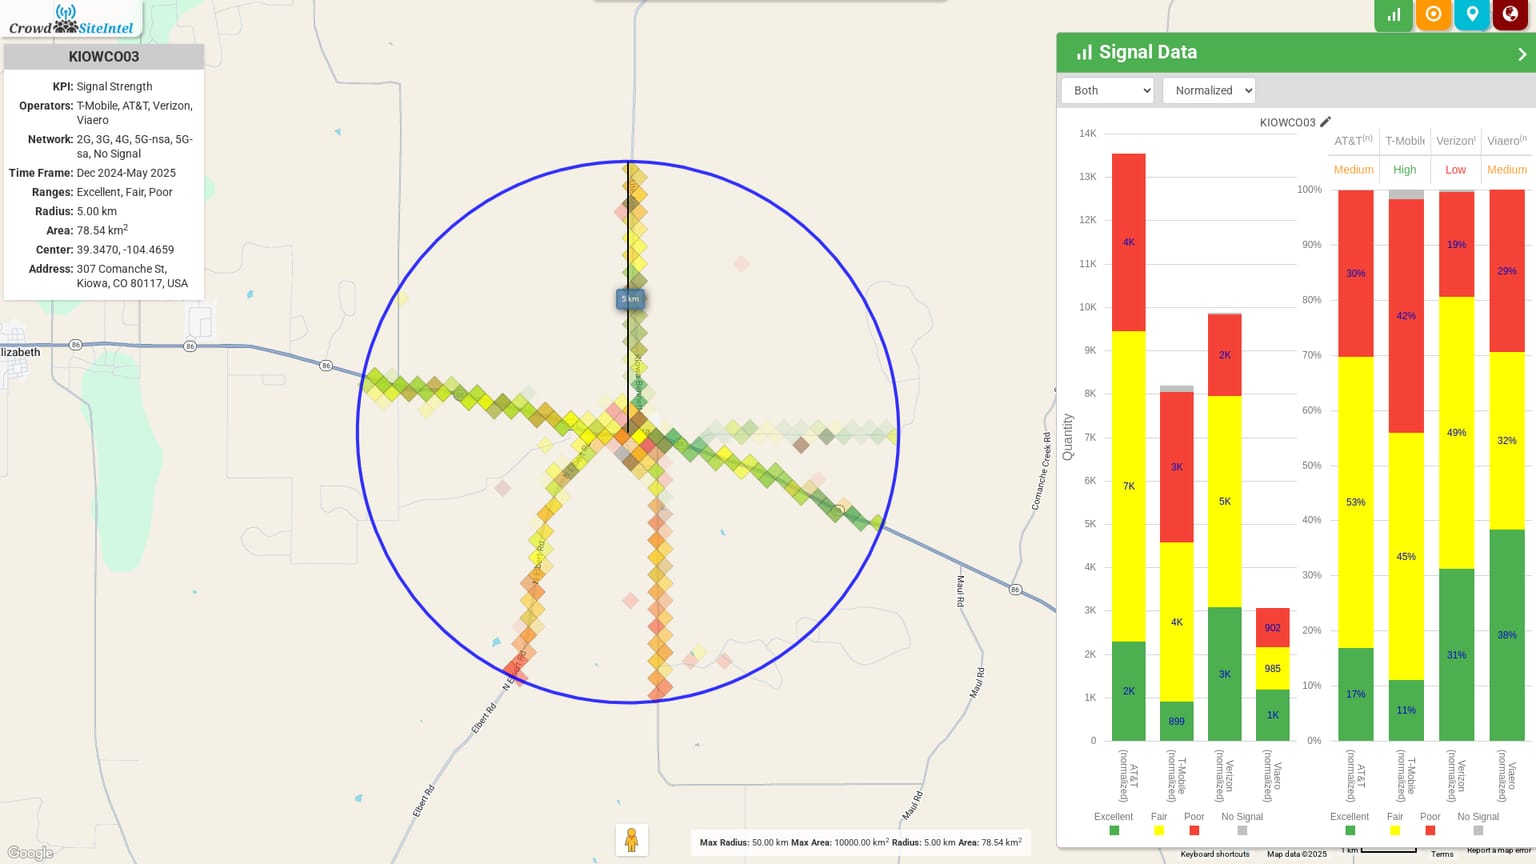 Crowd SiteIntel
KIOWCO03
KPI: Signal Strength
Operators: T-Mobile, AT&T, Verizon,
Viaero
Network: 2G, 3G, 4G, 5G-nsa, 5G-
sa, No Signal
Time Frame: Dec 2024-May 2025
Ranges: Excellent, Fair, Poor
Radius: 5.00 km
Area: 78.54 km²
Center: 39.3470, -104.4659
Address: 307 Comanche St,
Kiowa, CO 80117, USA
lizabeth
86
86
86
86
5 km
N Elbert Rd
N Elbert Rd
N Elbert Rd
Elbert Rd
Elbert Rd
Comanche Creek Rd
Maul Rd
Maul Rd
Maul Rd
Google
Max Radius: 50.00 km Max Area: 10000.00 km² Radius: 5.00 km Area: 78.54 km²
Signal Data
Both
Normalized
KIOWCO03
Quantity
14K
13K
12K
11K
10K
9K
8K
7K
6K
5K
4K
3K
2K
1K
0
4K
7K
2K
3K
4K
899
2K
5K
3K
902
985
1K
AT&T (normalized)
T-Mobile (normalized)
Verizon (normalized)
Viaero (normalized)
Excellent Fair Poor No Signal
AT&T(n) T-Mobile Verizon( Viaero(n
Medium High Low Medium
100%
90%
80%
70%
60%
50%
40%
30%
20%
10%
0%
30%
53%
17%
42%
45%
11%
19%
49%
31%
29%
32%
38%
AT&T (normalized)
T-Mobile (normalized)
Verizon (normalized)
Viaero (normalized)
Excellent Fair Poor No Signal
Keyboard shortcuts Map data ©2025 1 km Terms Report a map error